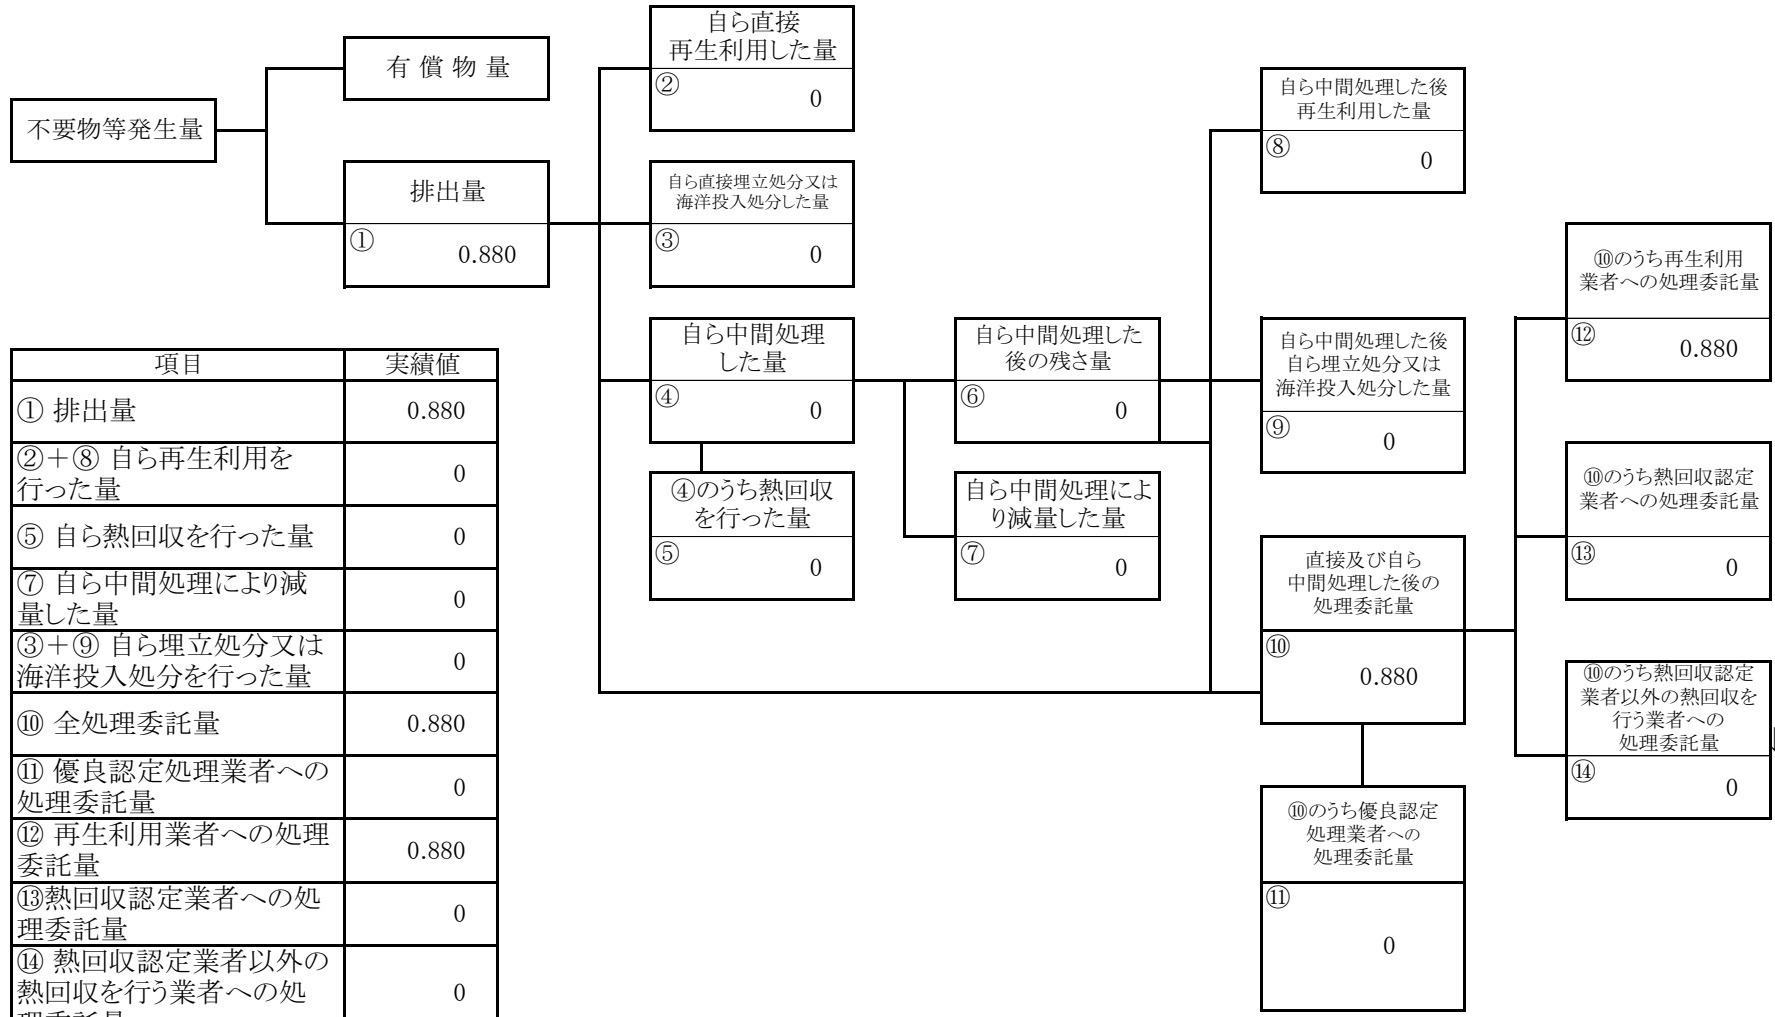 不要物等発生量
有 償 物 量
排出量
①
0.880
自ら直接
再生利用した量
②
0
自ら直接埋立処分又は
海洋投入処分した量
③
0
自ら中間処理
した量
④
0
④のうち熱回収
を行った量
⑤
0
自ら中間処理した
後の残さ量
⑥
0
自ら中間処理によ
り減量した量
⑦
0
自ら中間処理した後
再生利用した量
⑧
0
自ら中間処理した後
自ら埋立処分又は
海洋投入処分した量
⑨
0
直接及び自ら
中間処理した後の
処理委託量
⑩
0.880
⑩のうち優良認定
処理業者への
処理委託量
⑪
0
⑩のうち再生利用
業者への処理委託量
⑫
0.880
⑩のうち熱回収認定
業者への処理委託量
⑬
0
⑩のうち熱回収認定
業者以外の熱回収を
行う業者への
処理委託量
⑭
0
項目 実績値
① 排出量 0.880
②＋⑧ 自ら再生利用を
行った量 0
⑤ 自ら熱回収を行った量 0
⑦ 自ら中間処理により減
量した量 0
③＋⑨ 自ら埋立処分又は
海洋投入処分を行った量 0
⑩ 全処理委託量 0.880
⑪ 優良認定処理業者への
処理委託量 0
⑫ 再生利用業者への処理
委託量 0.880
⑬熱回収認定業者への処
理委託量 0
⑭ 熱回収認定業者以外の
熱回収を行う業者への処 0